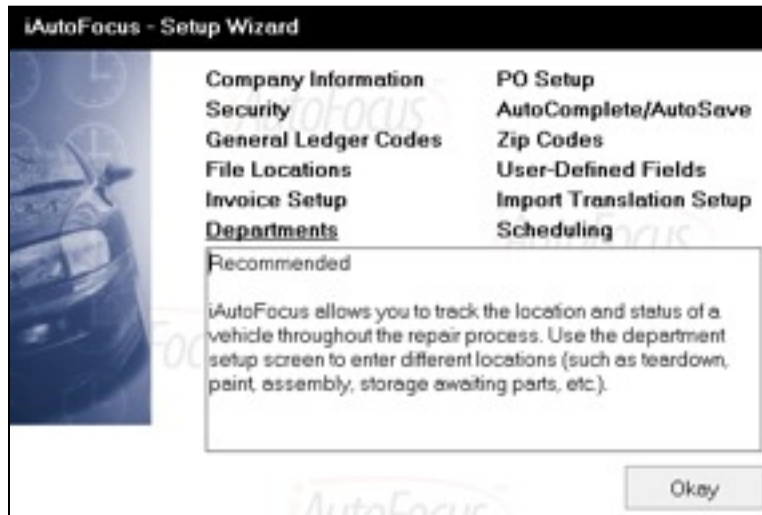 iAutoFocus - Setup Wizard
Company Information
Security
General Ledger Codes
File Locations
Invoice Setup
Departments
PO Setup
AutoComplete/AutoSave
Zip Codes
User-Defined Fields
Import Translation Setup
Scheduling
Recommended
iAutoFocus allows you to track the location and status of a
vehicle throughout the repair process. Use the department
setup screen to enter different locations (such as teardown,
paint, assembly, storage awaiting parts, etc.).
Okay